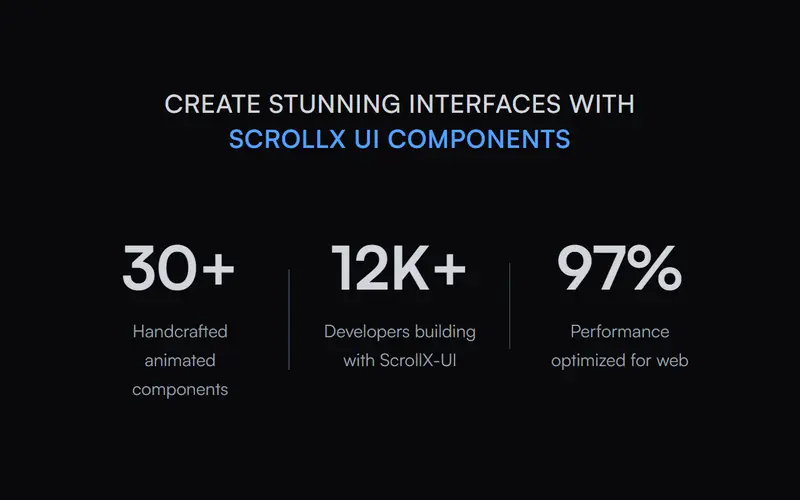 CREATE STUNNING INTERFACES WITH
SCROLLX UI COMPONENTS
30+
Handcrafted
animated
components
12K+
Developers building
with ScrollX-UI
97%
Performance
optimized for web